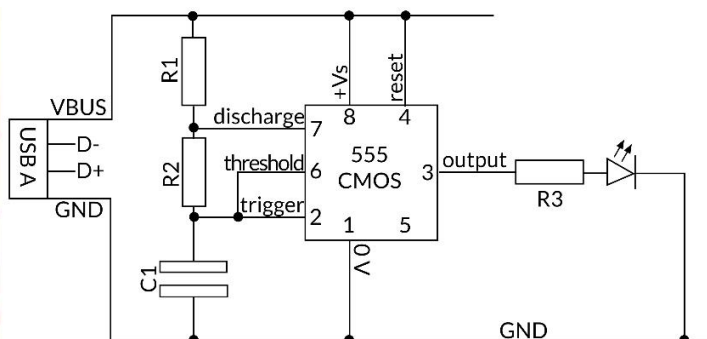 VBUS
USB A
D-
D+
GND
R1
R2
C1
discharge
threshold
trigger
+Vs
reset
7
8
4
6
555
CMOS
3
output
2
1
5
0 V
R3
GND